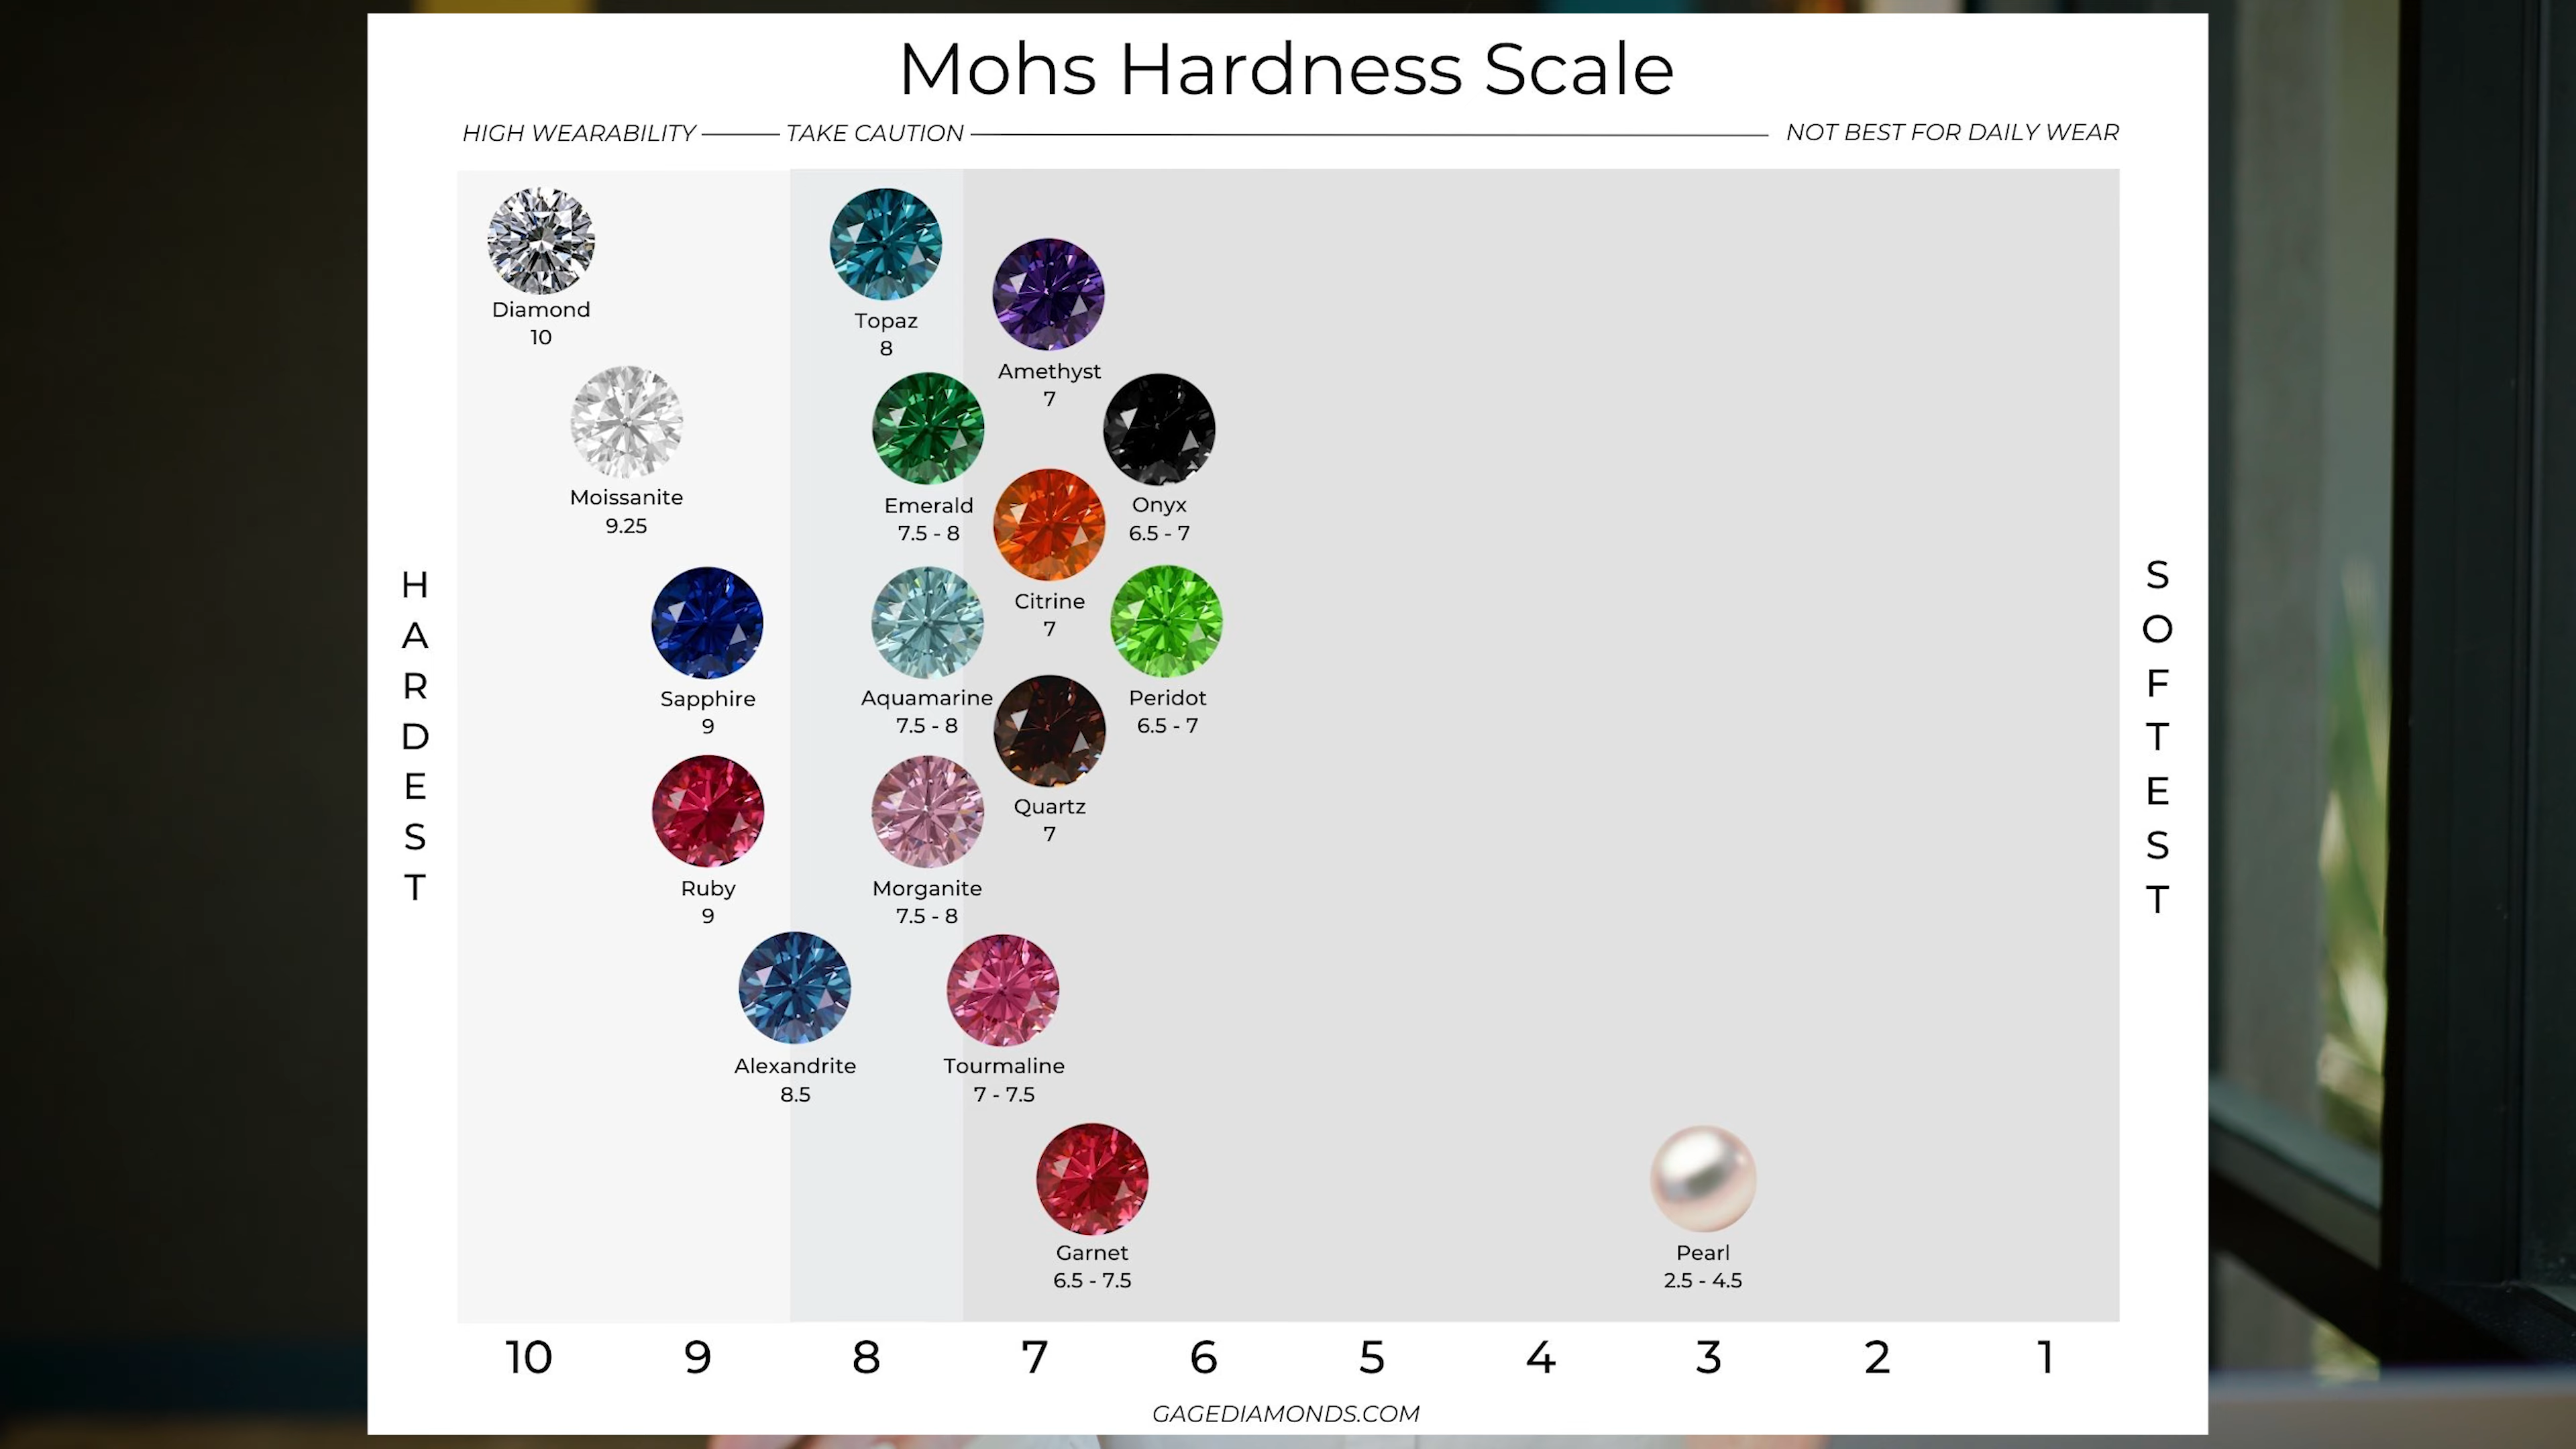 Mohs Hardness Scale
HIGH WEARABILITY
TAKE CAUTION
NOT BEST FOR DAILY WEAR
Diamond
10
Topaz
8
Amethyst
7
Moissanite
9.25
Emerald
7.5 - 8
Onyx
6.5 - 7
Citrine
7
Sapphire
9
Aquamarine
7.5 - 8
Peridot
6.5 - 7
Quartz
7
Ruby
9
Morganite
7.5 - 8
Alexandrite
8.5
Tourmaline
7 - 7.5
Garnet
6.5 - 7.5
Pearl
2.5 - 4.5
HARDEST
SOFTEST
10 9 8 7 6 5 4 3 2 1
GAGEDIAMONDS.COM